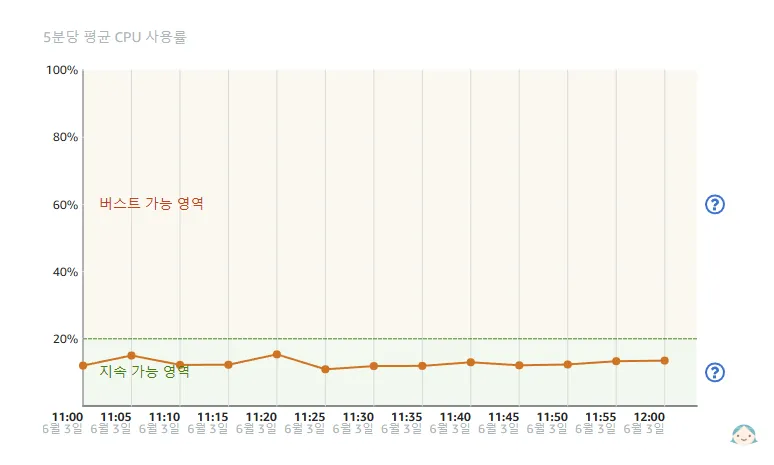 5분당 평균 CPU 사용률
100%
80%
버스트 가능 영역
60%
?
40%
20%
지속 가능 영역
?
11:00 11:05 11:10 11:15 11:20 11:25 11:30 11:35 11:40 11:45 11:50 11:55 12:00
6월 3일 6월 3일 6월 3일 6월 3일 6월 3일 6월 3일 6월 3일 6월 3일 6월 3일 6월 3일 6월 3일 6월 3일 6월 3일